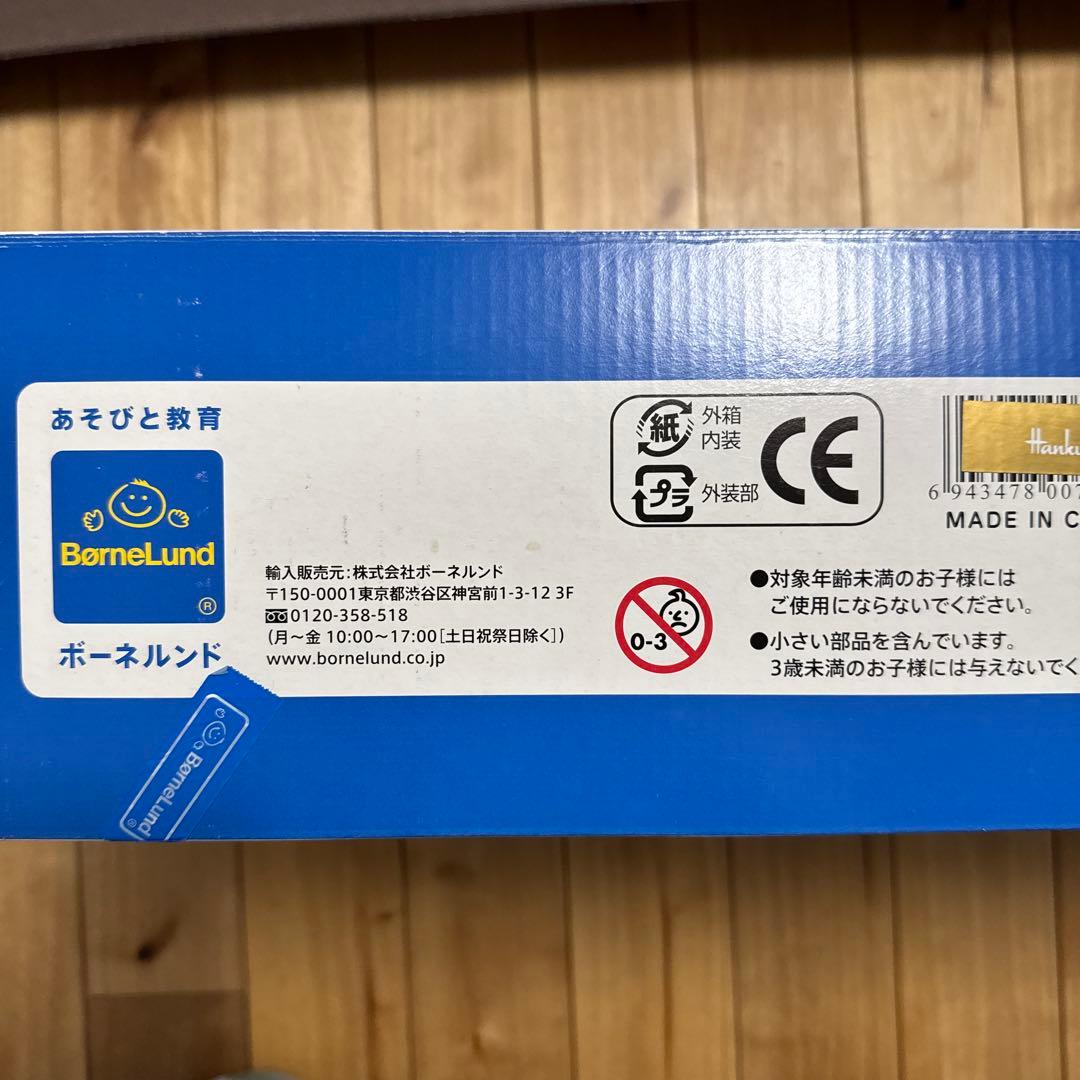 あそびと教育
BørneLund
®
ボーネルンド
輸入販売元:株式会社ボーネルンド
〒150-0001東京都渋谷区神宮前1-3-12 3F
0120-358-518
(月～金 10:00～17:00[土日祝祭日除く])
www.bornelund.co.jp
紙 外箱
内装
プラ 外装部
CE
0-3
6 943478 007
MADE IN C
●対象年齢未満のお子様には
ご使用にならないでください。
●小さい部品を含んでいます。
3歳未満のお子様には与えないでく
BørneLund
®